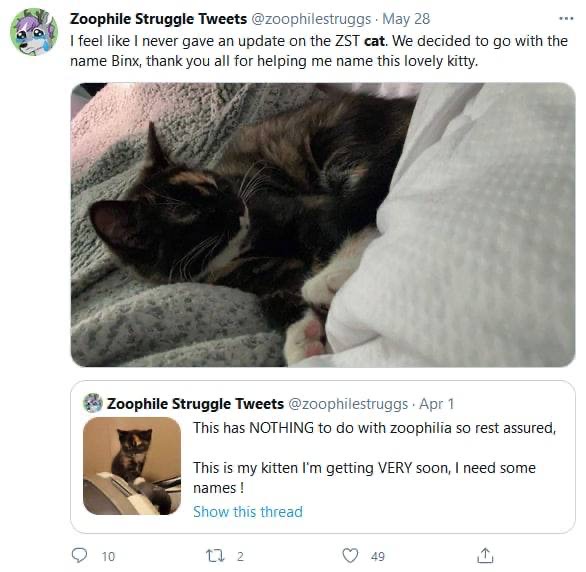 Zoophile Struggle Tweets @zoophilestruggs · May 28
I feel like I never gave an update on the ZST cat. We decided to go with the
name Binx, thank you all for helping me name this lovely kitty.
Zoophile Struggle Tweets @zoophilestruggs · Apr 1
This has NOTHING to do with zoophilia so rest assured,
This is my kitten I'm getting VERY soon, I need some
names !
Show this thread
10 2 49